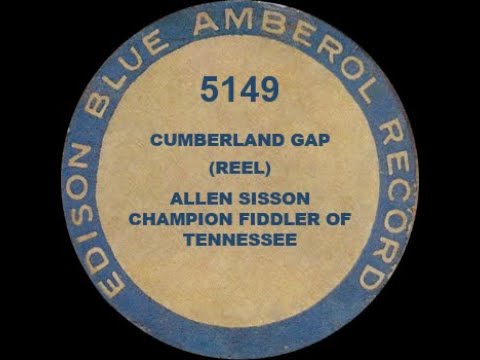 EDISON BLUE AMBEROL RECORD
5149
CUMBERLAND GAP
(REEL)
ALLEN SISSON
CHAMPION FIDDLER OF
TENNESSEE